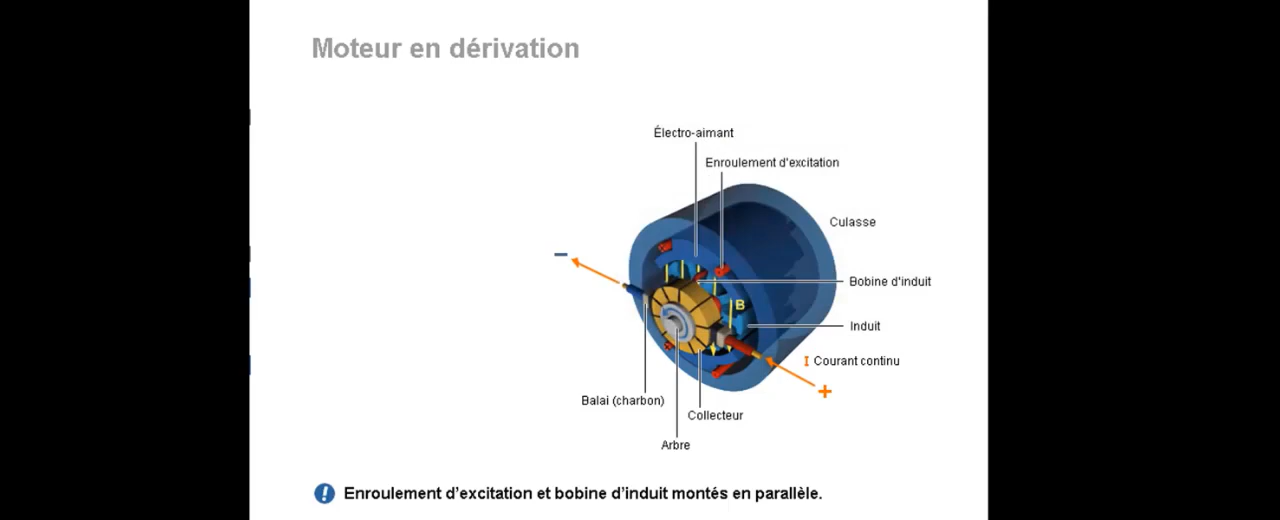 Moteur en dérivation
Électro-aimant
Enroulement d'excitation
Culasse
−
Bobine d'induit
B
Induit
I Courant continu
+
Balai (charbon)
Collecteur
Arbre
! Enroulement d'excitation et bobine d'induit montés en parallèle.